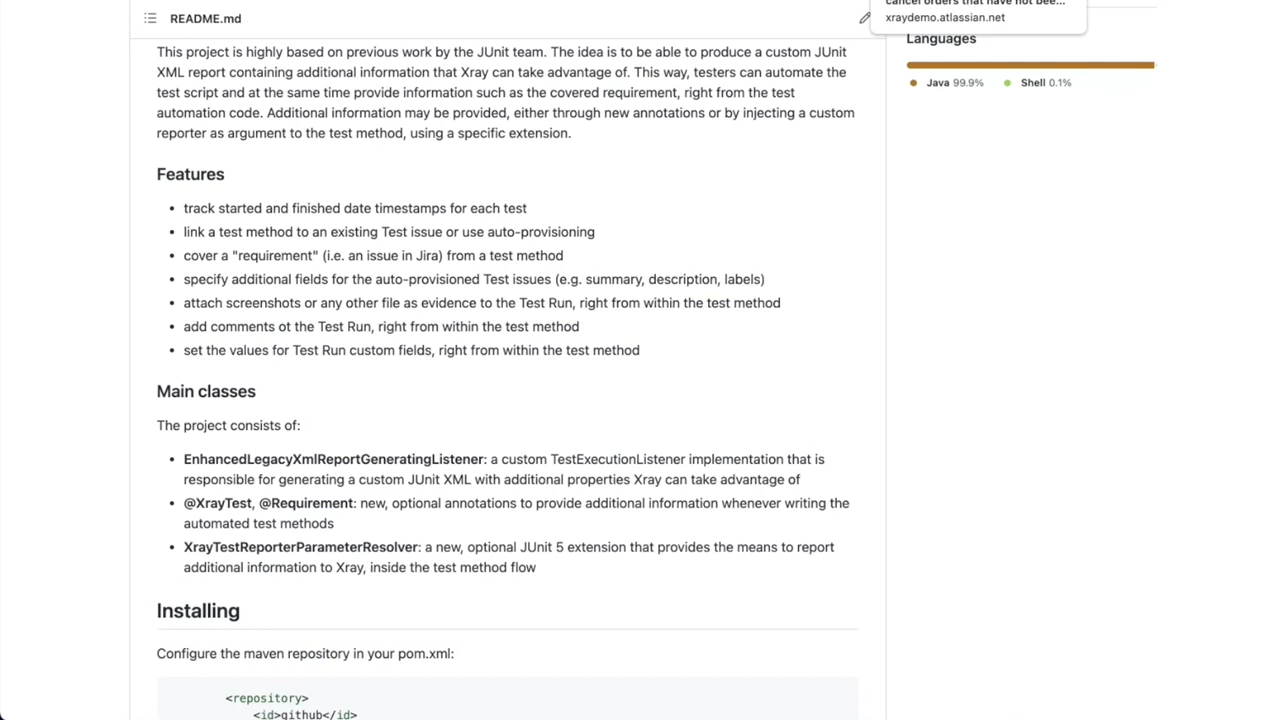 cancel orders that have not bee...
README.md
xraydemo.atlassian.net
This project is highly based on previous work by the JUnit team. The idea is to be able to produce a custom JUnit
XML report containing additional information that Xray can take advantage of. This way, testers can automate the
test script and at the same time provide information such as the covered requirement, right from the test
automation code. Additional information may be provided, either through new annotations or by injecting a custom
reporter as argument to the test method, using a specific extension.
Languages
Java 99.9%
Shell 0.1%
Features
• track started and finished date timestamps for each test
• link a test method to an existing Test issue or use auto-provisioning
• cover a "requirement" (i.e. an issue in Jira) from a test method
• specify additional fields for the auto-provisioned Test issues (e.g. summary, description, labels)
• attach screenshots or any other file as evidence to the Test Run, right from within the test method
• add comments ot the Test Run, right from within the test method
• set the values for Test Run custom fields, right from within the test method
Main classes
The project consists of:
• EnhancedLegacyXmlReportGeneratingListener: a custom TestExecutionListener implementation that is
responsible for generating a custom JUnit XML with additional properties Xray can take advantage of
• @XrayTest, @Requirement: new, optional annotations to provide additional information whenever writing the
automated test methods
• XrayTestReporterParameterResolver: a new, optional JUnit 5 extension that provides the means to report
additional information to Xray, inside the test method flow
Installing
Configure the maven repository in your pom.xml:
<repository>
<id>github</id>